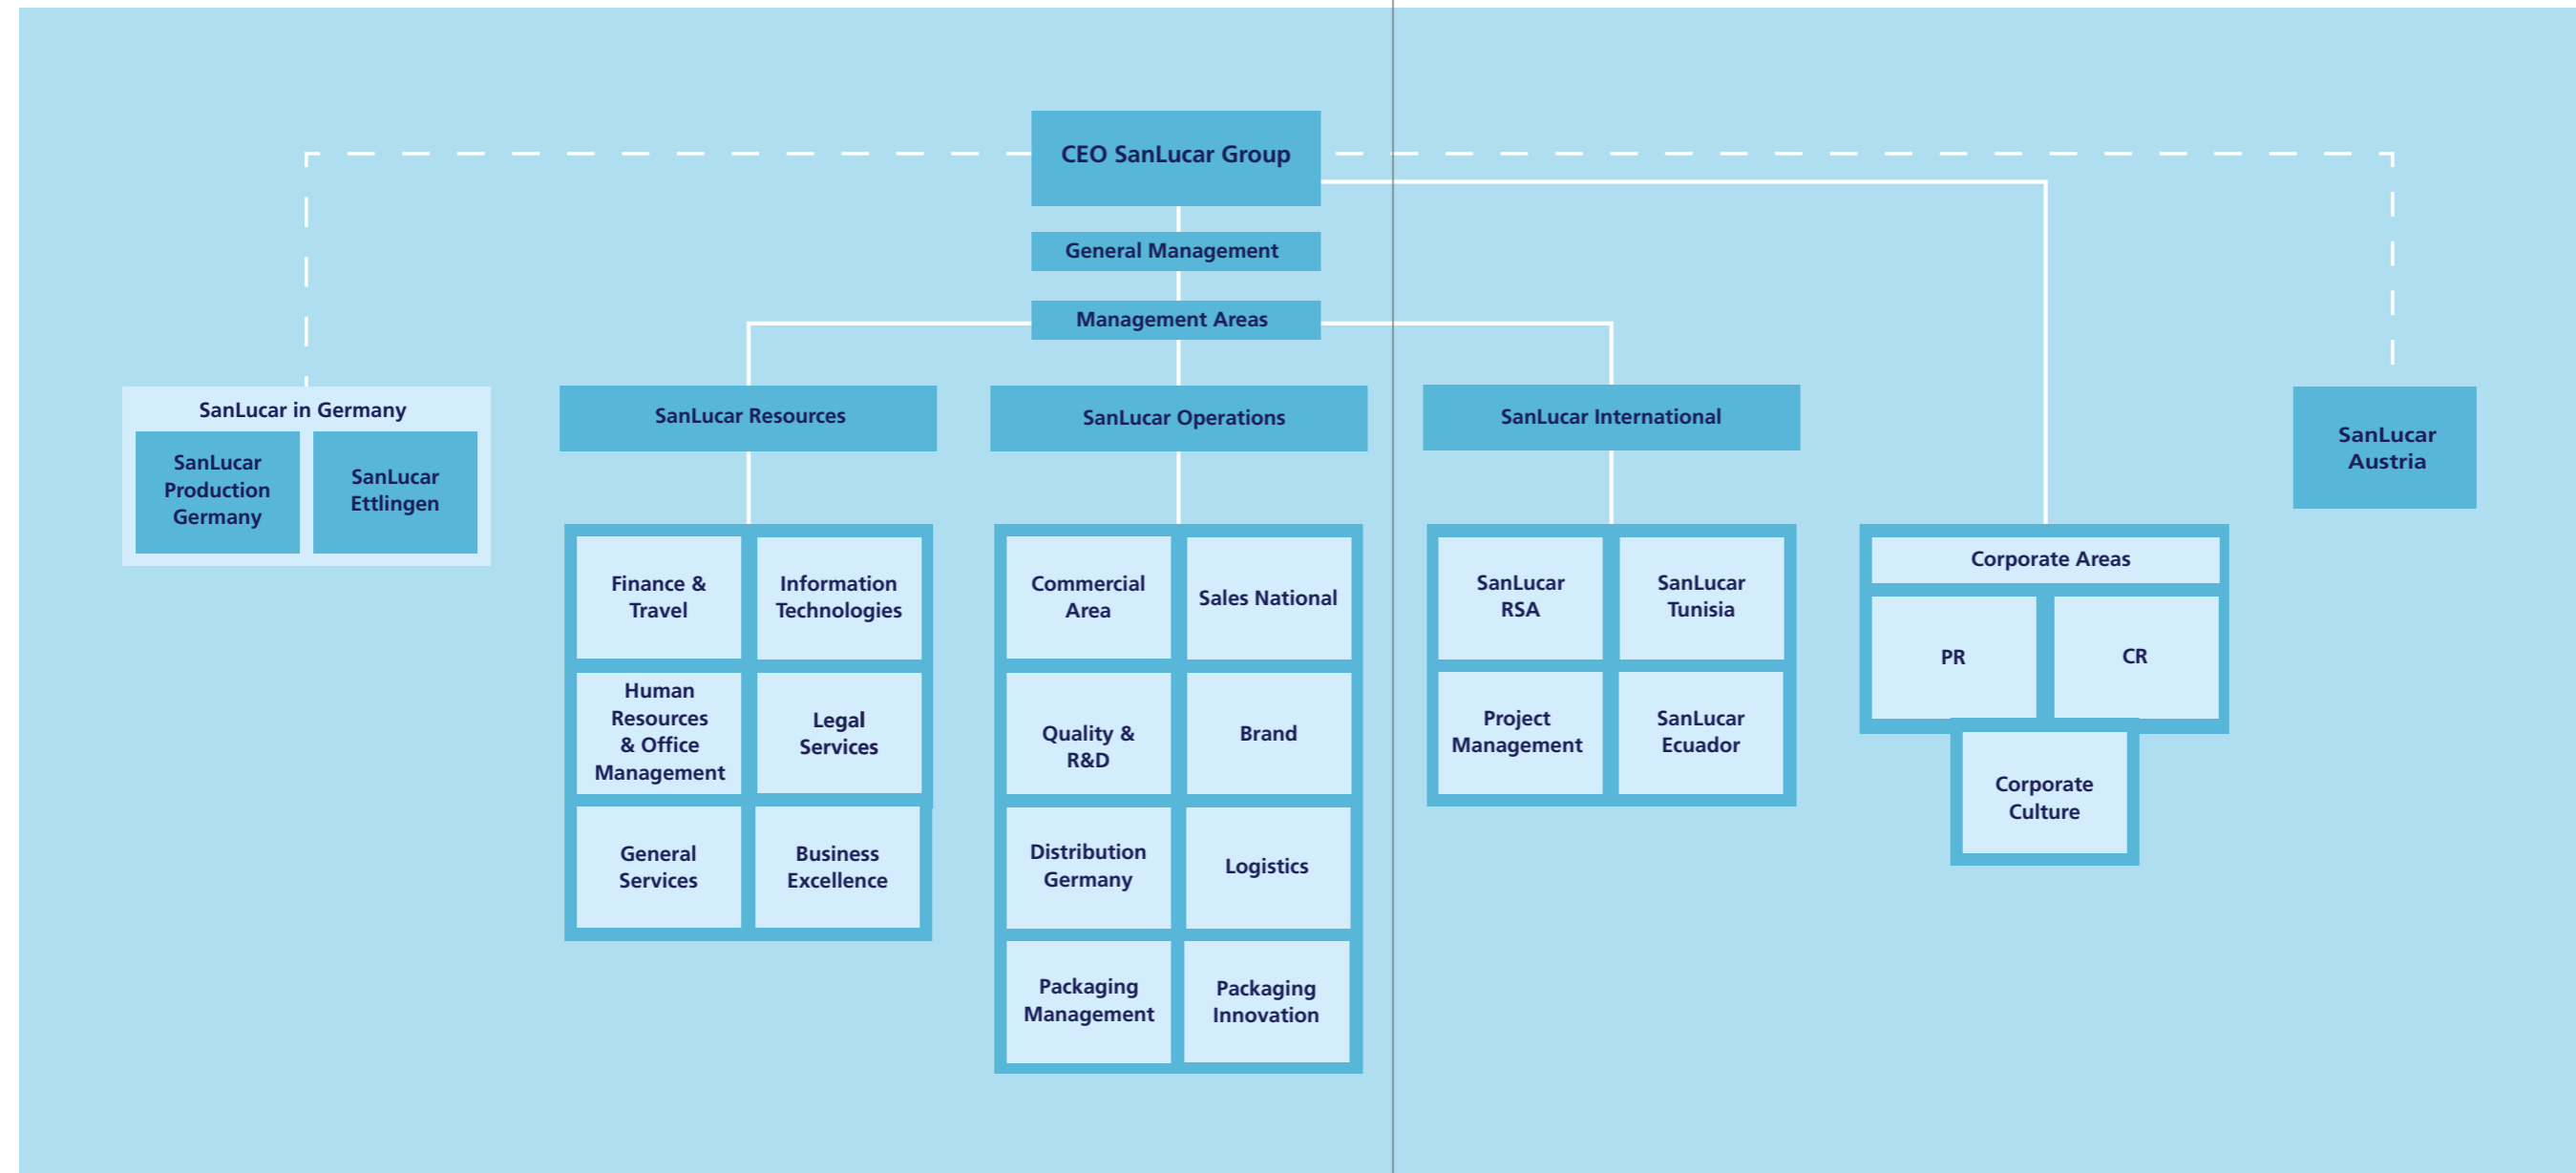 CEO SanLucar Group
General Management
Management Areas
SanLucar in Germany
SanLucar
Production
Germany
SanLucar
Ettlingen
SanLucar Resources
SanLucar Operations
SanLucar International
SanLucar
Austria
Finance &
Travel
Information
Technologies
Human
Resources
& Office
Management
Legal
Services
General
Services
Business
Excellence
Commercial
Area
Sales National
Quality &
R&D
Brand
Distribution
Germany
Logistics
Packaging
Management
Packaging
Innovation
SanLucar
RSA
SanLucar
Tunisia
Project
Management
SanLucar
Ecuador
Corporate Areas
PR
CR
Corporate
Culture